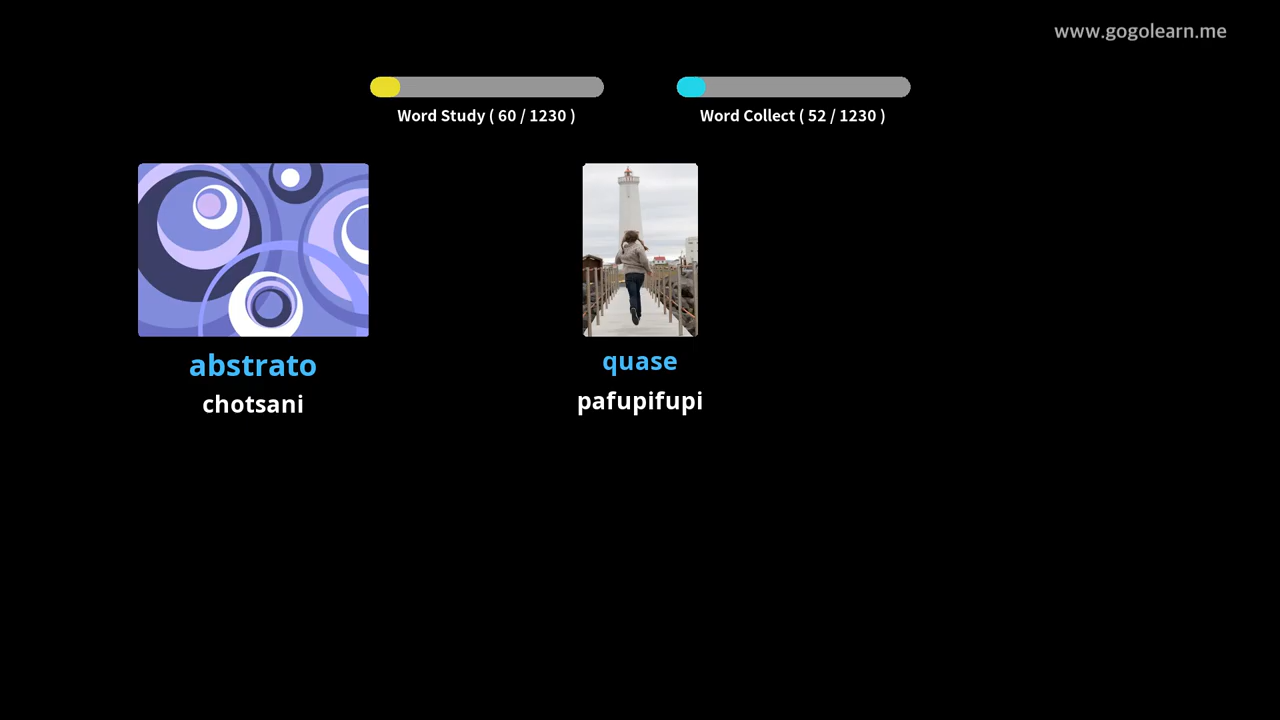 www.gogolearn.me
Word Study ( 60 / 1230 )
Word Collect ( 52 / 1230 )
abstrato
chotsani
quase
pafupifupi